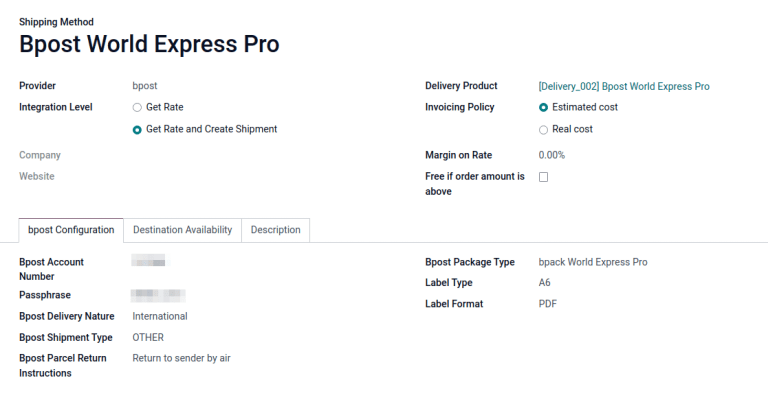 Shipping Method
Bpost World Express Pro
Provider bpost
Integration Level Get Rate
Get Rate and Create Shipment
Company
Website
Delivery Product [Delivery_002] Bpost World Express Pro
Invoicing Policy Estimated cost
Real cost
Margin on Rate 0.00%
Free if order amount is
above
bpost Configuration Destination Availability Description
Bpost Account
Number
Passphrase
Bpost Delivery Nature International
Bpost Shipment Type OTHER
Bpost Parcel Return Return to sender by air
Instructions
Bpost Package Type bpack World Express Pro
Label Type A6
Label Format PDF